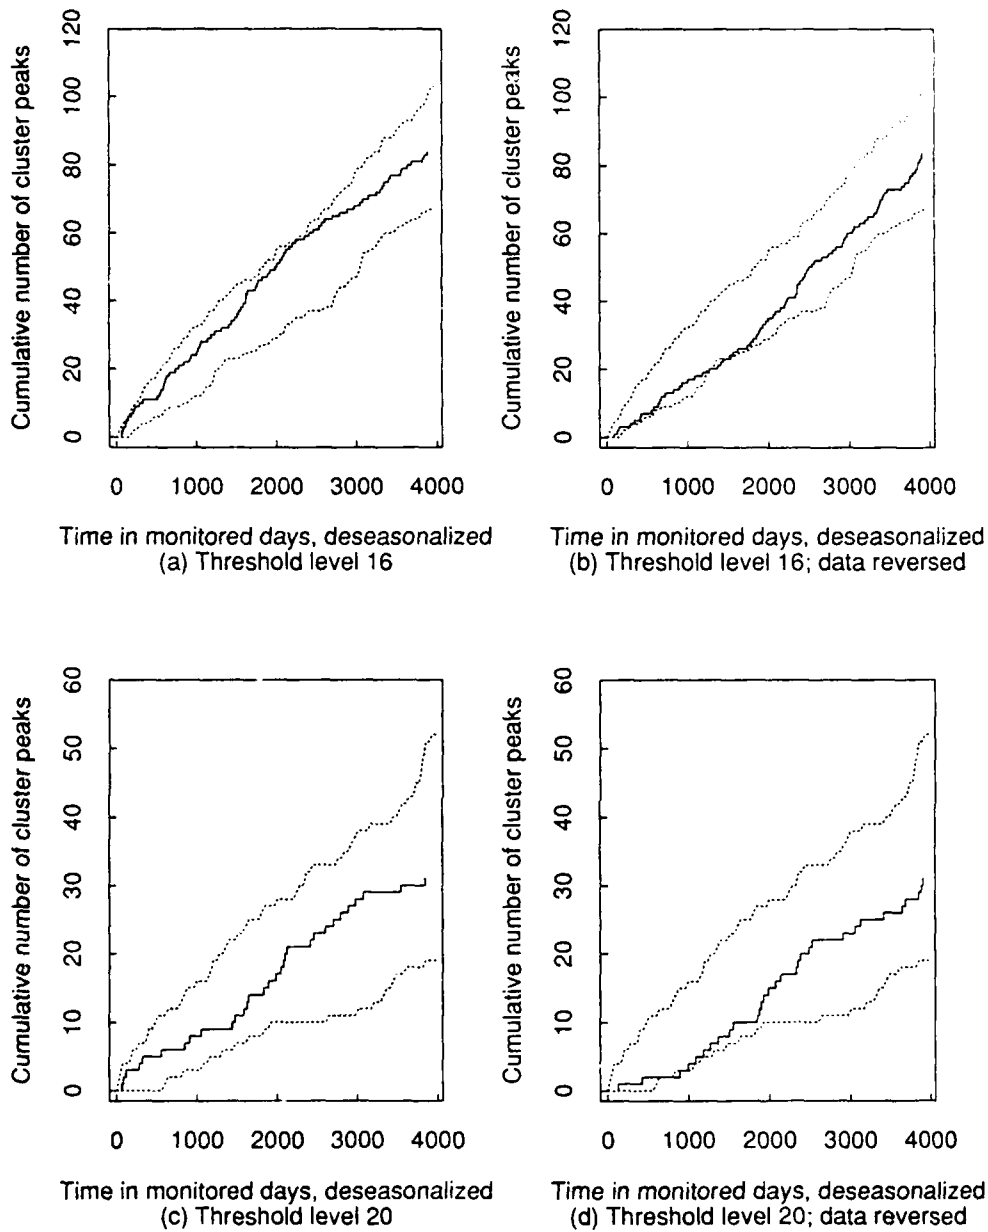 Cumulative number of cluster peaks
0 20 40 60 80 100 120
0 1000 2000 3000 4000
Time in monitored days, deseasonalized
(a) Threshold level 16
Cumulative number of cluster peaks
0 20 40 60 80 100 120
0 1000 2000 3000 4000
Time in monitored days, deseasonalized
(b) Threshold level 16; data reversed
Cumulative number of cluster peaks
0 10 20 30 40 50 60
0 1000 2000 3000 4000
Time in monitored days, deseasonalized
(c) Threshold level 20
Cumulative number of cluster peaks
0 10 20 30 40 50 60
0 1000 2000 3000 4000
Time in monitored days, deseasonalized
(d) Threshold level 20; data reversed